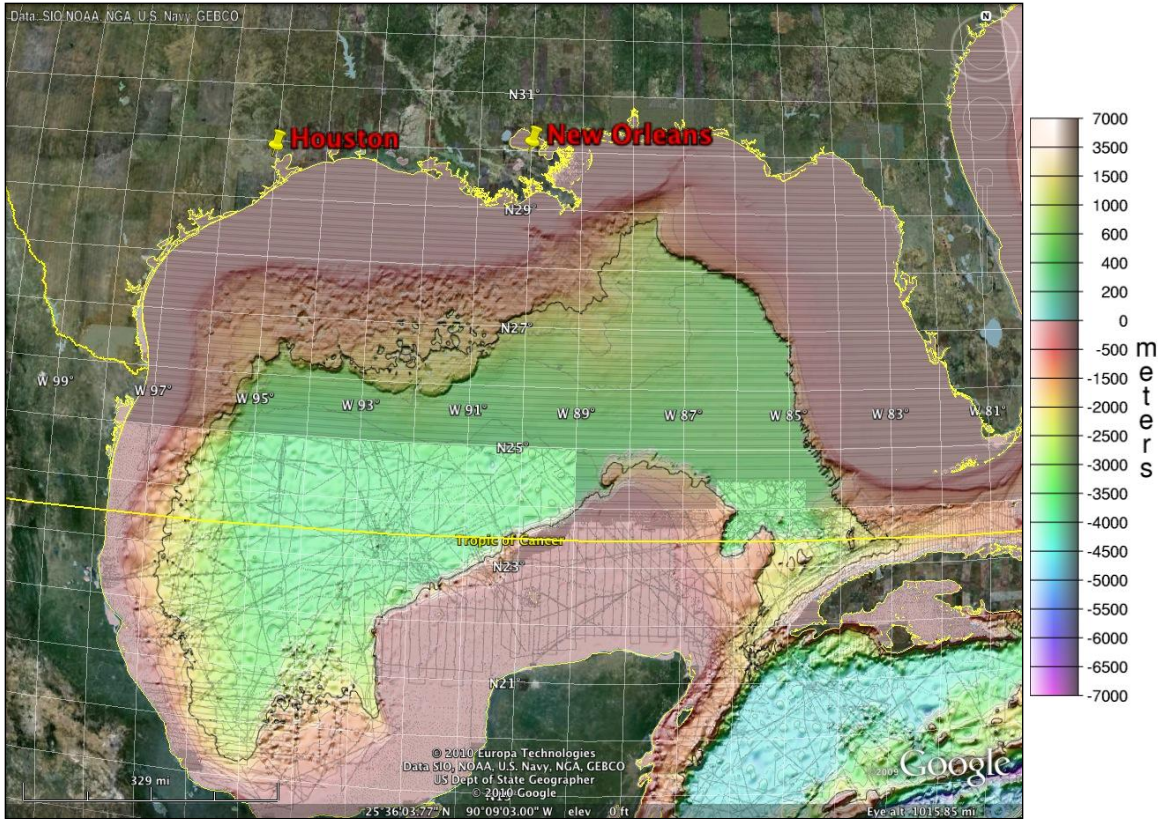 Data: SIO,NOAA, NGA, U.S. Navy, GEBCO
N
N31°
Houston
New Orleans
N29°
N27°
W 99°
W 97°
W 95°
W 93°
W 91°
W 89°
W 87°
W 85°
W 83°
W 81°
N25°
Tropic of Cancer
N23°
N21°
© 2010 Europa Technologies
Data SIO, NOAA, U.S. Navy, NGA, GEBCO
US Dept of State Geographer
© 2010 Google
N19°
329 mi
©2009 Google
25°36'03.77" N 90°09'03.00" W elev 0 ft
Eye alt 1015.85 mi
7000
3500
1500
1000
600
400
200
0
-500
-1500
-2000
-2500
-3000
-3500
-4000
-4500
-5000
-5500
-6000
-6500
-7000
meters